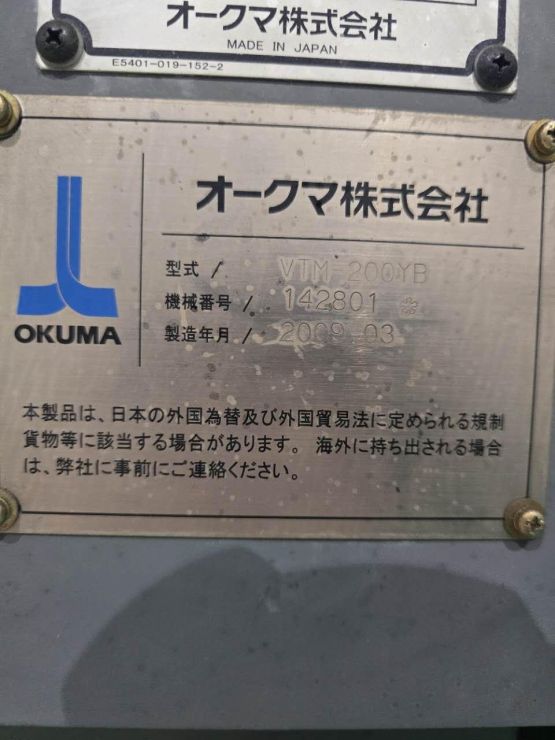 オークマ株式会社
MADE IN JAPAN
E5401-019-152-2
オークマ株式会社
OKUMA
型式 / VTM-200YB
機械番号 / 142801
製造年月 / 2009 03
本製品は、日本の外国為替及び外国貿易法に定められる規制
貨物等に該当する場合があります。 海外に持ち出される場合
は、弊社に事前にご連絡ください。